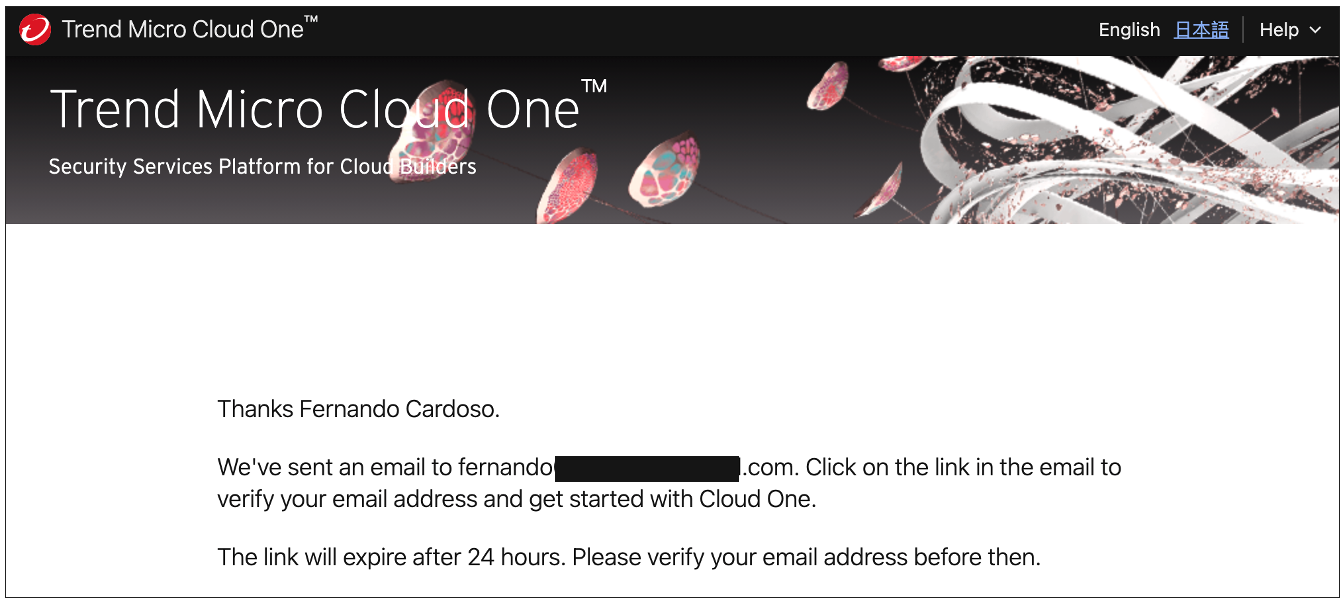 Trend Micro Cloud One™
English 日本語 Help
Trend Micro Cloud One™
Security Services Platform for Cloud Builders
Thanks Fernando Cardoso.
We've sent an email to fernando .com. Click on the link in the email to
verify your email address and get started with Cloud One.
The link will expire after 24 hours. Please verify your email address before then.